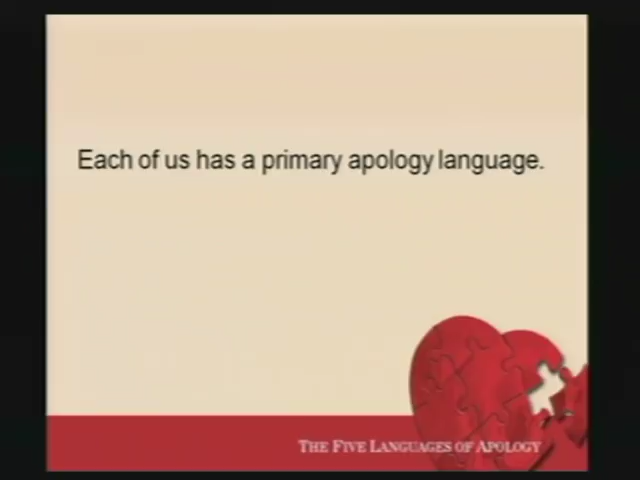 Each of us has a primary apology language.
THE FIVE LANGUAGES OF APOLOGY